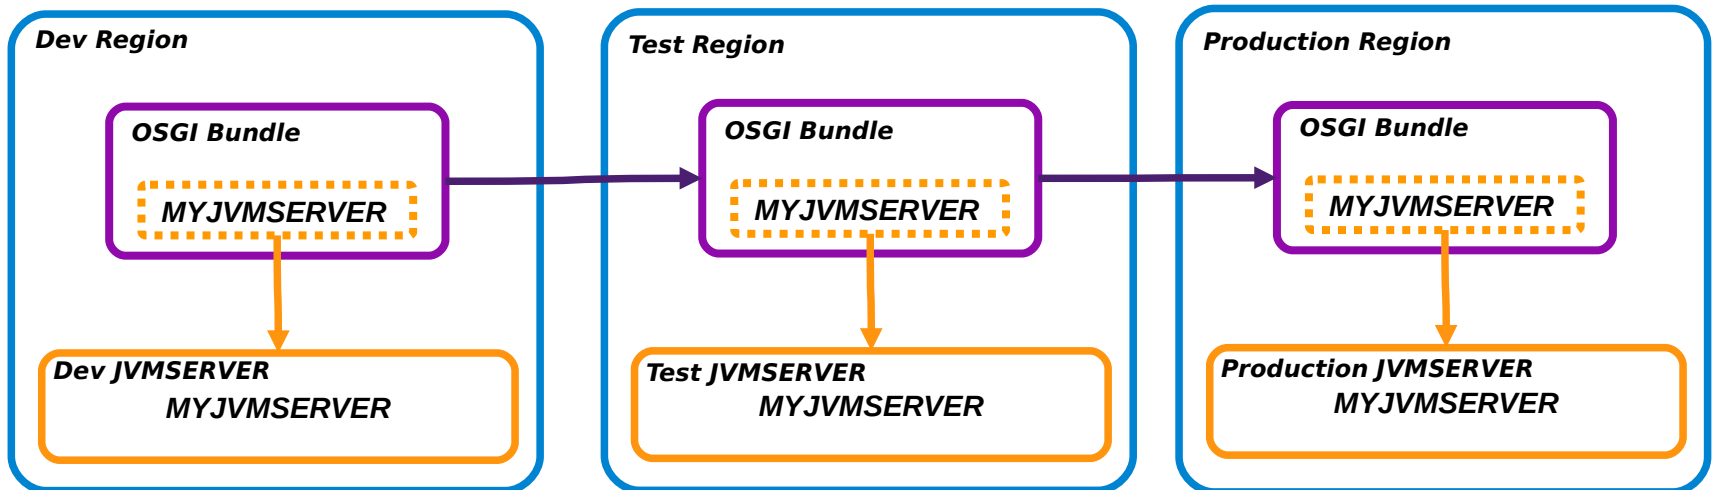 Dev Region
OSGI Bundle
MYJVMSERVER
Dev JVMSERVER
MYJVMSERVER
Test Region
OSGI Bundle
MYJVMSERVER
Test JVMSERVER
MYJVMSERVER
Production Region
OSGI Bundle
MYJVMSERVER
Production JVMSERVER
MYJVMSERVER